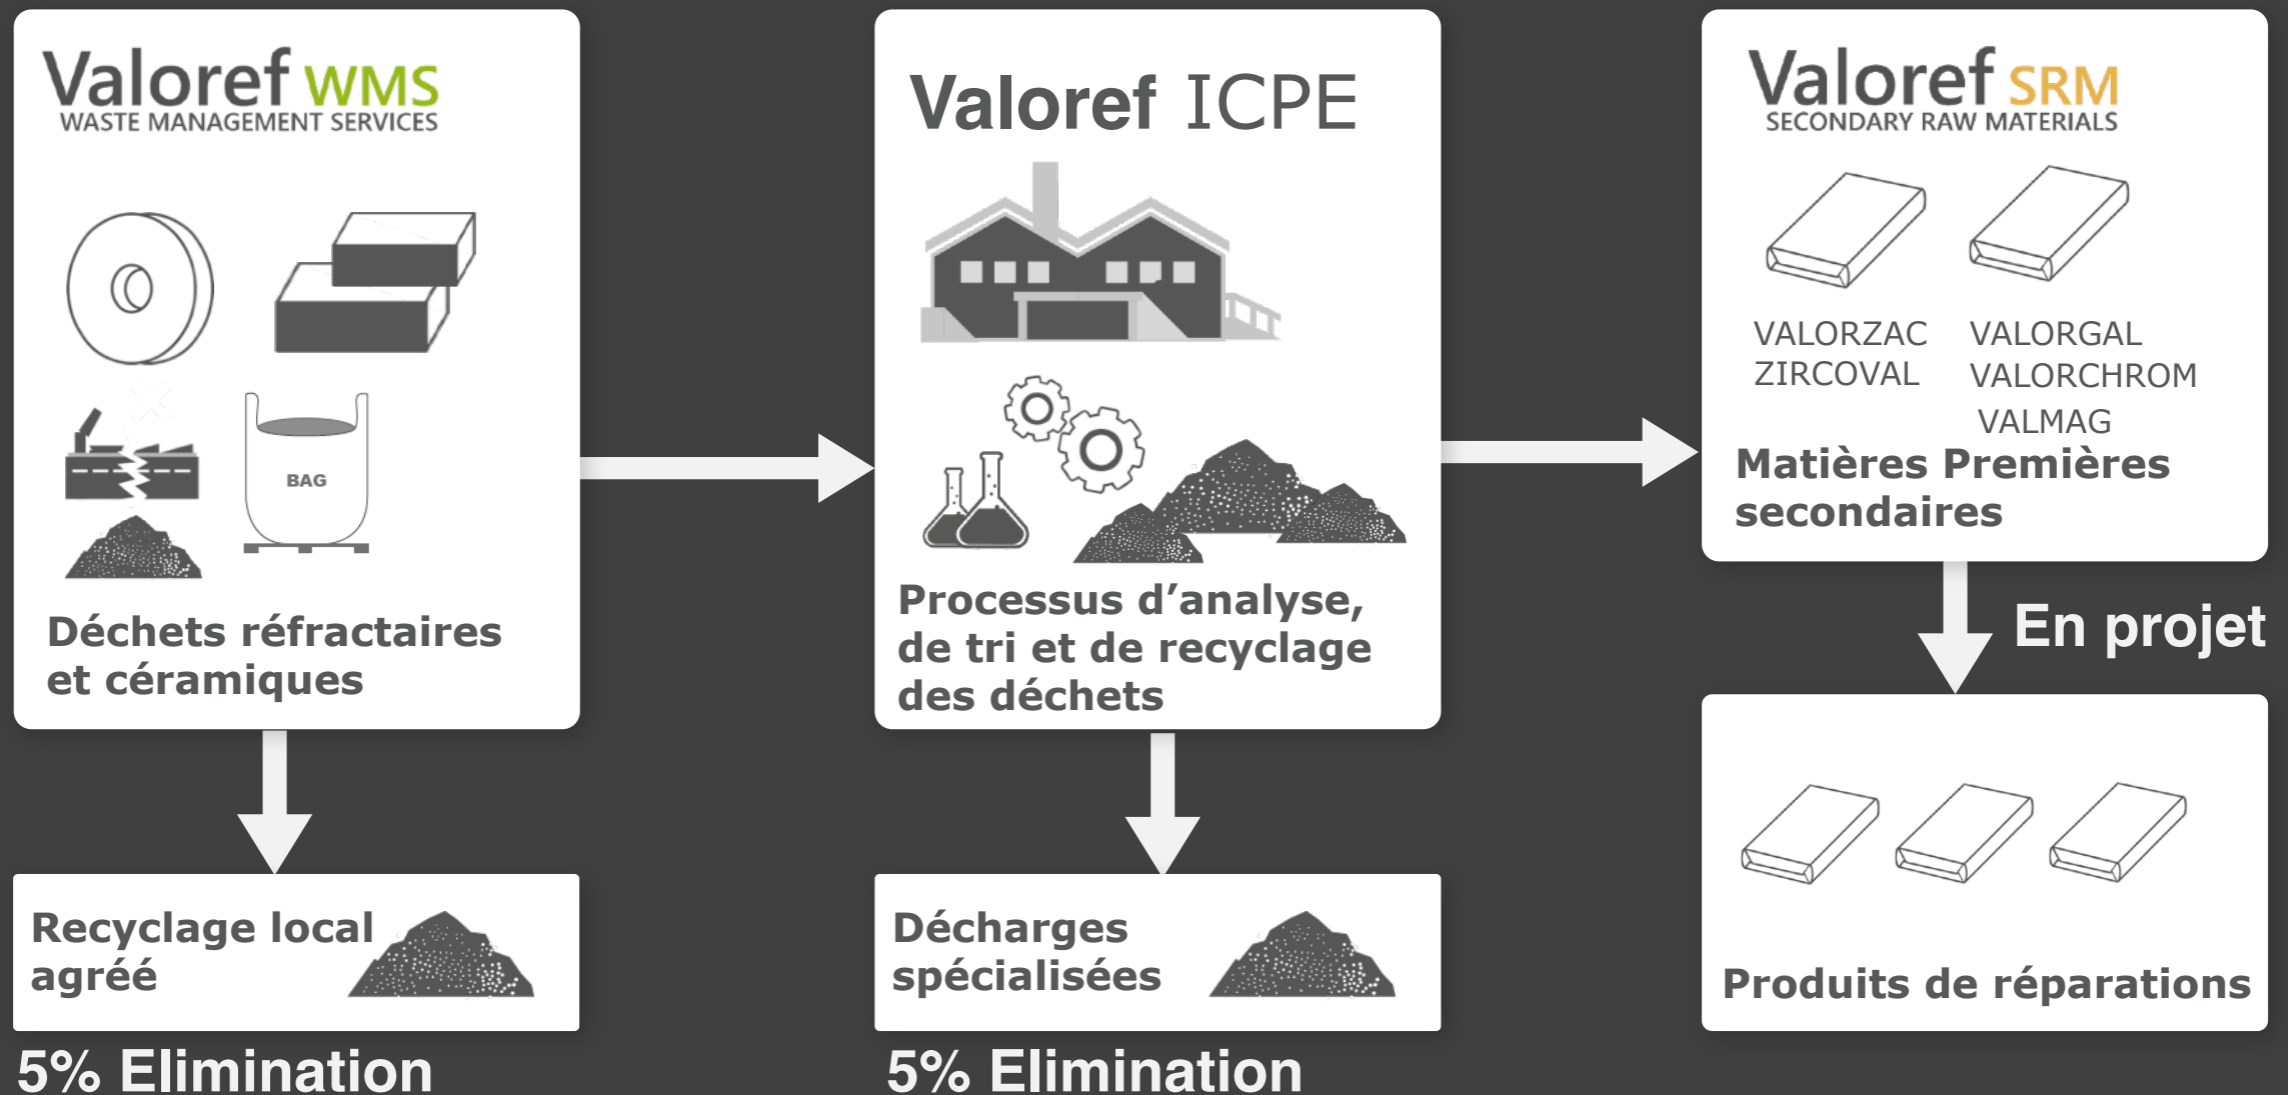 Valoref WMS
WASTE MANAGEMENT SERVICES
BAG
Déchets réfractaires
et céramiques
Recyclage local
agréé
5% Elimination
Valoref ICPE
Processus d’analyse,
de tri et de recyclage
des déchets
Décharges
spécialisées
5% Elimination
Valoref SRM
SECONDARY RAW MATERIALS
VALORZAC
ZIRCOVAL
VALORGAL
VALORCHROM
VALMAG
Matières Premières
secondaires
En projet
Produits de réparations